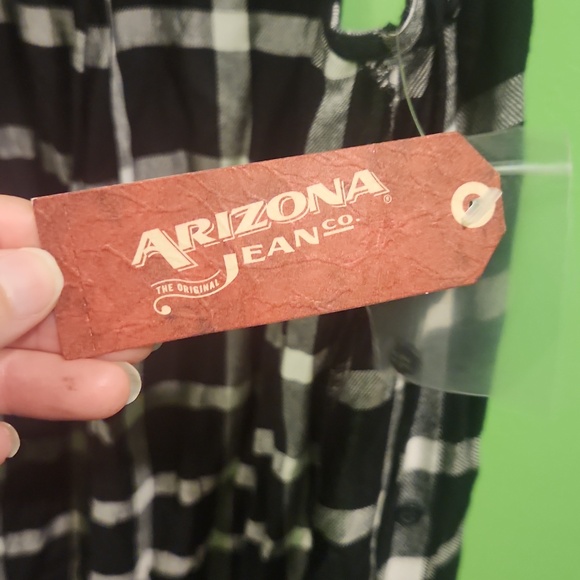 ARIZONA®
JEAN CO.
THE ORIGINAL